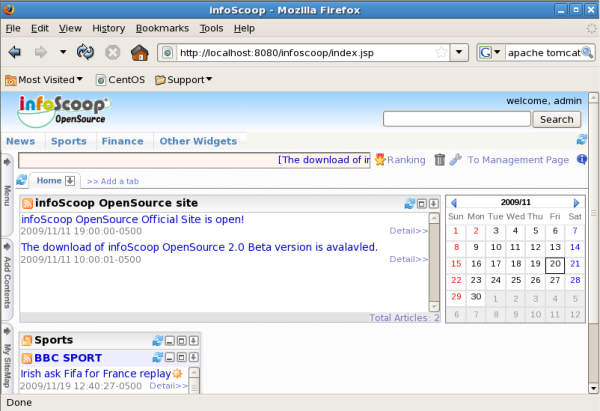 infoScoop - Mozilla Firefox
File Edit View History Bookmarks Tools Help
http://localhost:8080/infoscoop/index.jsp
apache tomcat
Most Visited CentOS Support
infoScoop
OpenSource
welcome, admin
Search
News Sports Finance Other Widgets
[The download of in Ranking To Management Page
Home >> Add a tab
Menu
Add Contents
My SiteMap
infoScoop OpenSource site
infoScoop OpenSource Official Site is open!
2009/11/11 19:00:00-0500 Detail>>
The download of infoScoop OpenSource 2.0 Beta version is avalavled.
2009/11/11 10:00:01-0500 Detail>>
Total Articles: 2
2009/11
Sun Mon Tue Wed Thu Fri Sat
1 2 3 4 5 6 7
8 9 10 11 12 13 14
15 16 17 18 19 20 21
22 23 24 25 26 27 28
29 30 1 2 3 4 5
6 7 8 9 10 11 12
Sports
BBC SPORT
Irish ask Fifa for France replay
2009/11/19 12:40:27-0500 Detail>>
Done